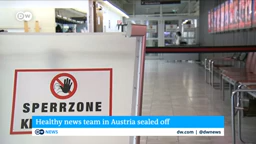 DW
SPERRZONE
Healthy news team in Austria sealed off
DW NEWS
dw.com | @dwnews